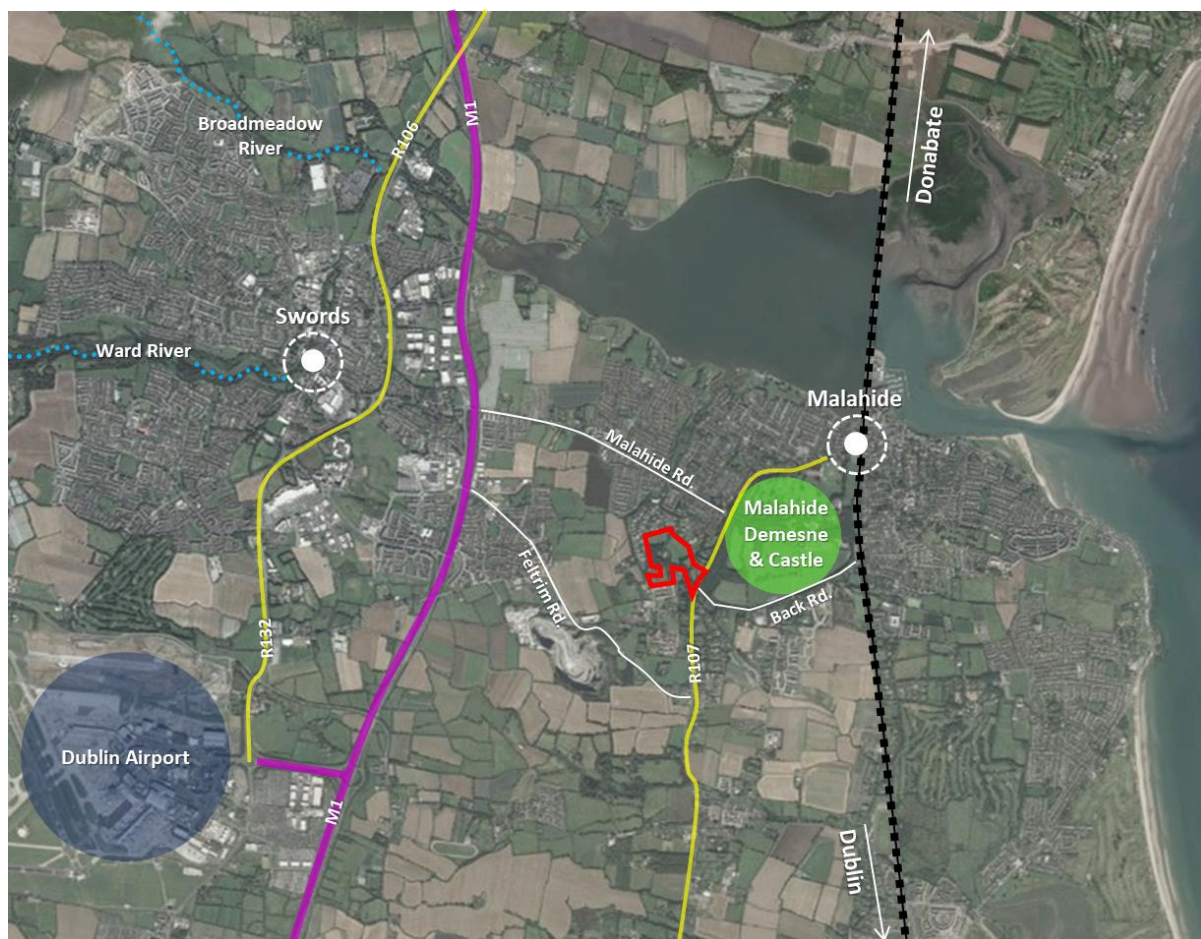 Broadmeadow
River
R106
M1
Donabate
Swords
Ward River
Malahide
Malahide Rd.
Malahide
Demesne
& Castle
Feltrim Rd.
Back Rd.
R132
R107
Dublin Airport
M1
Dublin